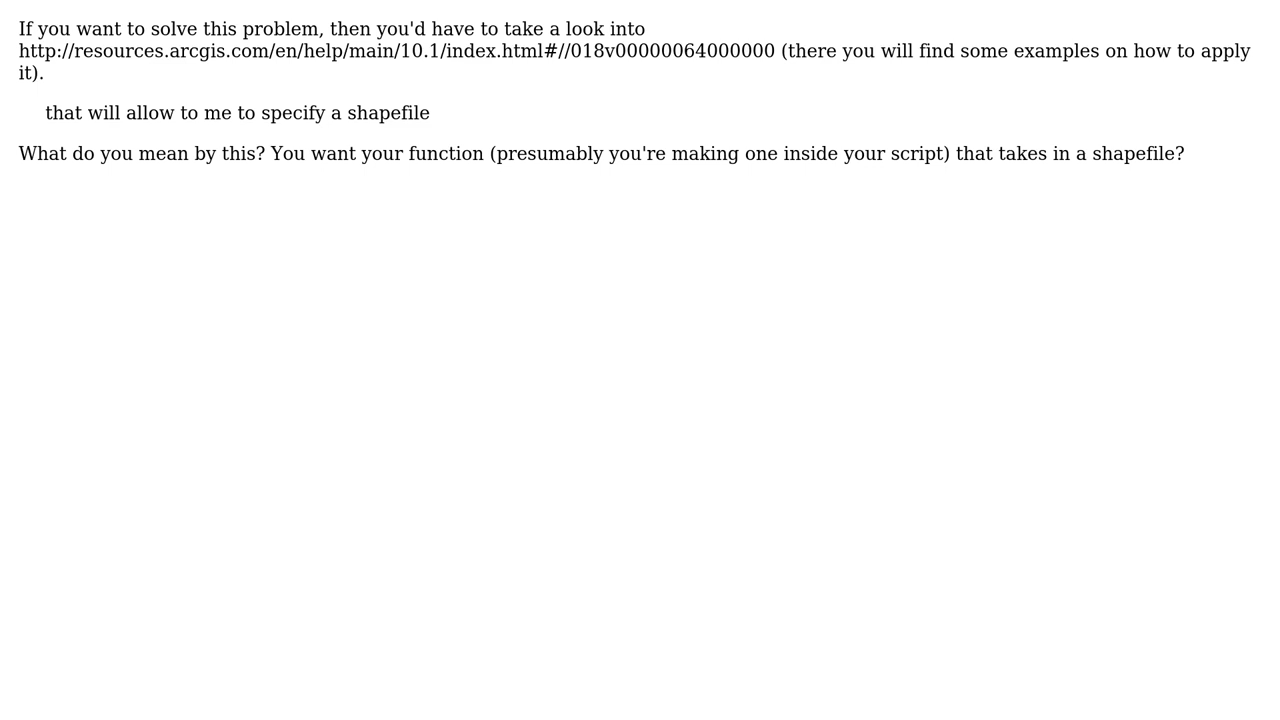 If you want to solve this problem, then you'd have to take a look into
http://resources.arcgis.com/en/help/main/10.1/index.html#//018v00000064000000 (there you will find some examples on how to apply
it).
that will allow to me to specify a shapefile
What do you mean by this? You want your function (presumably you're making one inside your script) that takes in a shapefile?